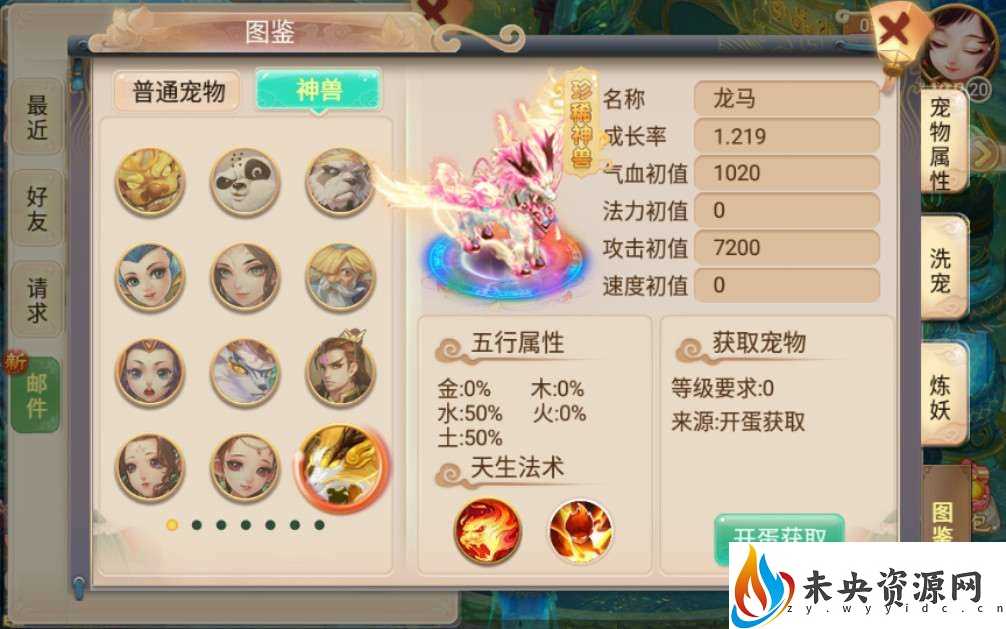 图鉴
普通宠物
神兽
最近
好友
请求
新
邮件
珍稀神兽
名称 龙马
成长率 1.219
气血初值 1020
法力初值 0
攻击初值 7200
速度初值 0
五行属性
金:0% 木:0%
水:50% 火:0%
土:50%
天生法术
获取宠物
等级要求:0
来源:开蛋获取
开蛋获取
宠物属性
洗宠
炼妖
图鉴
未央资源网
zy.wyyidc.cn